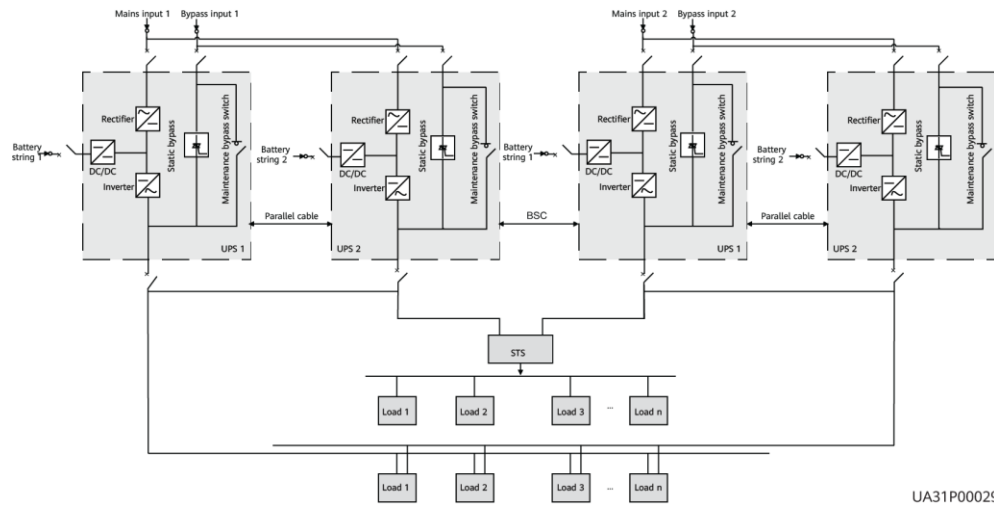 Mains input 1 Bypass input 1
Mains input 2 Bypass input 2
Rectifier
Static bypass
Maintenance bypass switch
Battery
string 1
DC/DC
Inverter
UPS 1
Parallel cable
Rectifier
Static bypass
Maintenance bypass switch
Battery
string 2
DC/DC
Inverter
UPS 2
BSC
Rectifier
Static bypass
Maintenance bypass switch
Battery
string 1
DC/DC
Inverter
UPS 1
Parallel cable
Rectifier
Static bypass
Maintenance bypass switch
Battery
string 2
DC/DC
Inverter
UPS 2
STS
Load 1 Load 2 Load 3 ... Load n
Load 1 Load 2 Load 3 ... Load n
UA31P00029